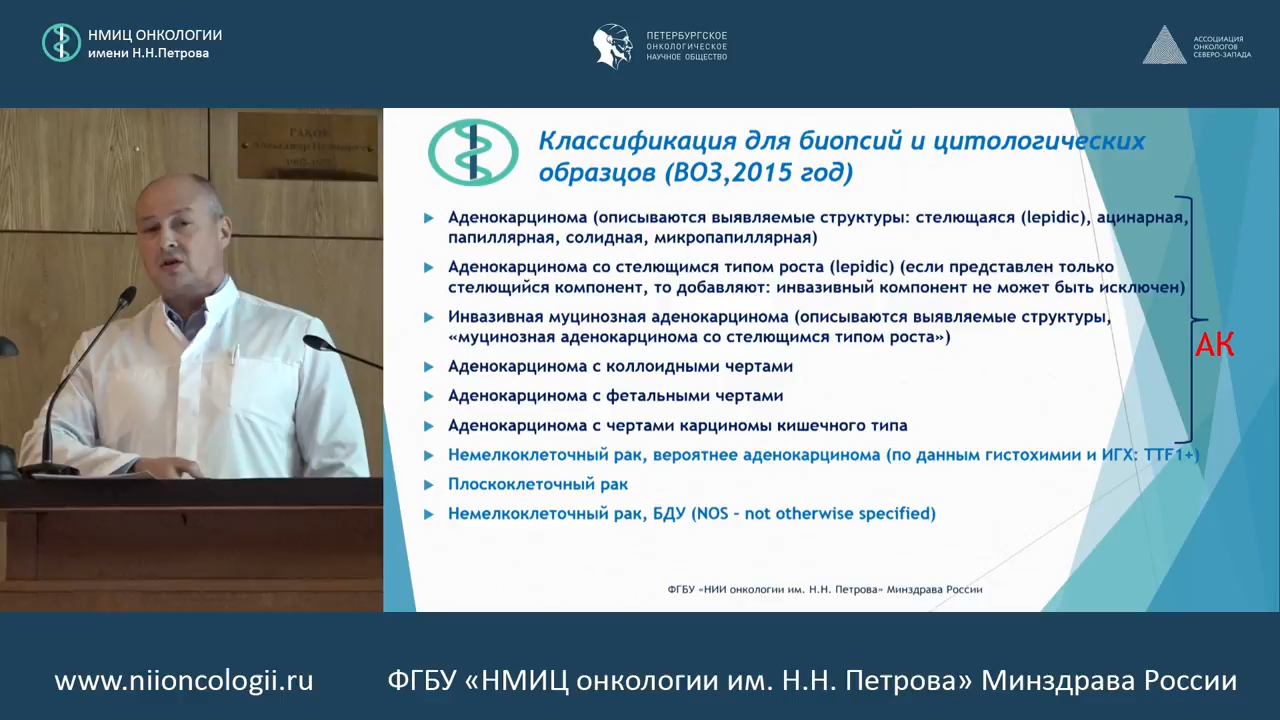 НМИЦ ОНКОЛОГИИ
имени Н.Н.Петрова
ПЕТЕРБУРГСКОЕ
ОНКОЛОГИЧЕСКОЕ
НАУЧНОЕ ОБЩЕСТВО
АССОЦИАЦИЯ
ОНКОЛОГОВ
СЕВЕРО-ЗАПАДА
Классификация для биопсий и цитологических
образцов (ВОЗ,2015 год)
Аденокарцинома (описываются выявляемые структуры: стелющаяся (lepidic), ацинарная,
папиллярная, солидная, микропапиллярная)
Аденокарцинома со стелющимся типом роста (lepidic) (если представлен только
стелющийся компонент, то добавляют: инвазивный компонент не может быть исключен)
Инвазивная муцинозная аденокарцинома (описываются выявляемые структуры,
«муцинозная аденокарцинома со стелющимся типом роста»)
АК
Аденокарцинома с коллоидными чертами
Аденокарцинома с фетальными чертами
Аденокарцинома с чертами карциномы кишечного типа
Немелкоклеточный рак, вероятнее аденокарцинома (по данным гистохимии и ИГХ: TTF1+)
Плоскоклеточный рак
Немелкоклеточный рак, БДУ (NOS – not otherwise specified)
ФГБУ «НИИ онкологии им. Н.Н. Петрова» Минздрава России
www.niioncologii.ru
ФГБУ «НМИЦ онкологии им. Н.Н. Петрова» Минздрава России